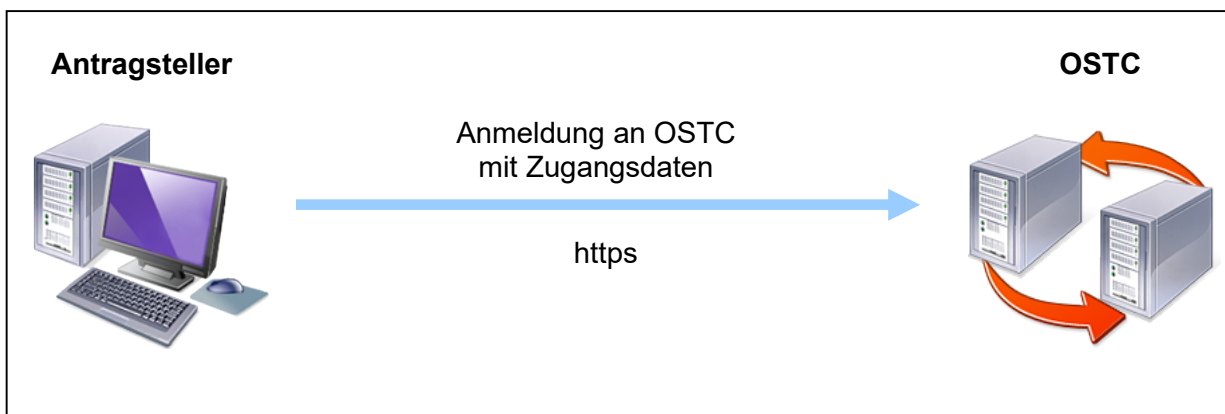 Antragsteller
OSTC
Anmeldung an OSTC
mit Zugangsdaten
https